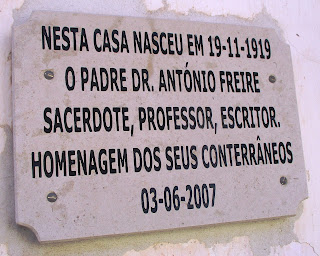 NESTA CASA NASCEU EM 19-11-1919
O PADRE DR. ANTÓNIO FREIRE
SACERDOTE, PROFESSOR, ESCRITOR.
HOMENAGEM DOS SEUS CONTERRÂNEOS
03-06-2007